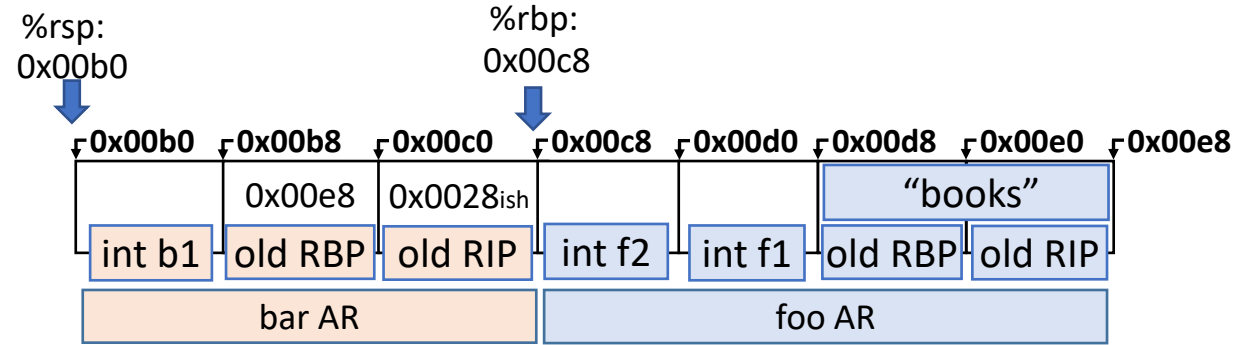 %rsp:
0x00b0
%rbp:
0x00c8
0x00b0 0x00b8 0x00c0 0x00c8 0x00d0 0x00d8 0x00e0 0x00e8
0x00e8 0x0028ish “books”
int b1 old RBP old RIP int f2 int f1 old RBP old RIP
bar AR foo AR